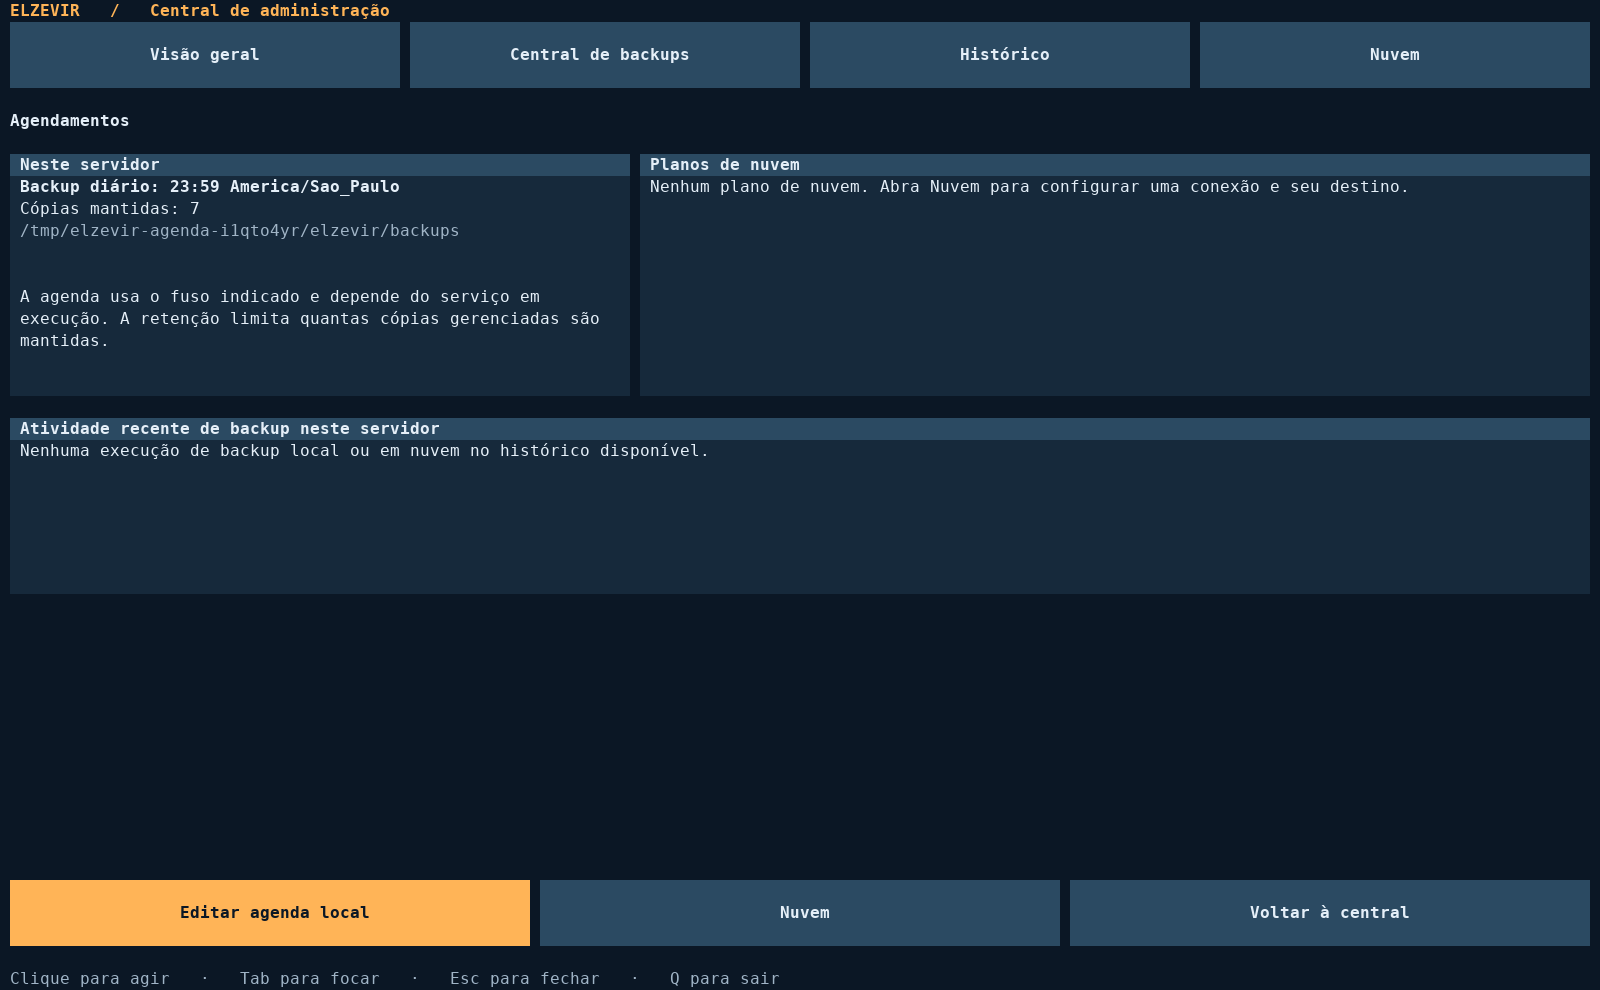 ELZEVIR / Central de administração
Visão geral
Central de backups
Histórico
Nuvem
Agendamentos
Neste servidor
Backup diário: 23:59 America/Sao_Paulo
Cópias mantidas: 7
/tmp/elzevir-agenda-i1qto4yr/elzevir/backups
A agenda usa o fuso indicado e depende do serviço em
execução. A retenção limita quantas cópias gerenciadas são
mantidas.
Planos de nuvem
Nenhum plano de nuvem. Abra Nuvem para configurar uma conexão e seu destino.
Atividade recente de backup neste servidor
Nenhuma execução de backup local ou em nuvem no histórico disponível.
Editar agenda local
Nuvem
Voltar à central
Clique para agir · Tab para focar · Esc para fechar · Q para sair